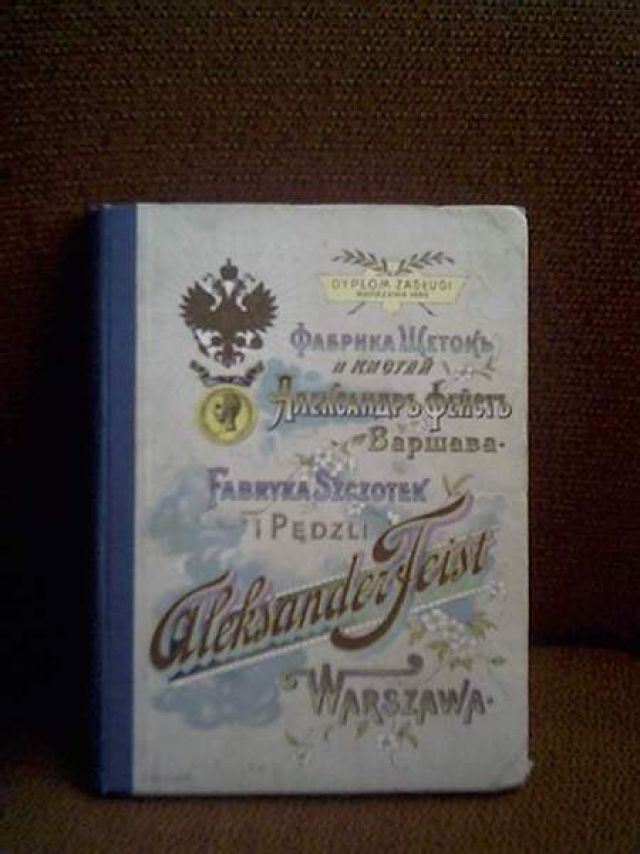 DYPLOM ZASŁUGI
ФАБРИКА ЩЕТОКЪ
и кистей
АЛЕКСАНДРЪ ФЕЙСТЪ
Варшава.
FABRYKA SZCZOTEK
i PĘDZLI
Aleksander Feist
WARSZAWA.